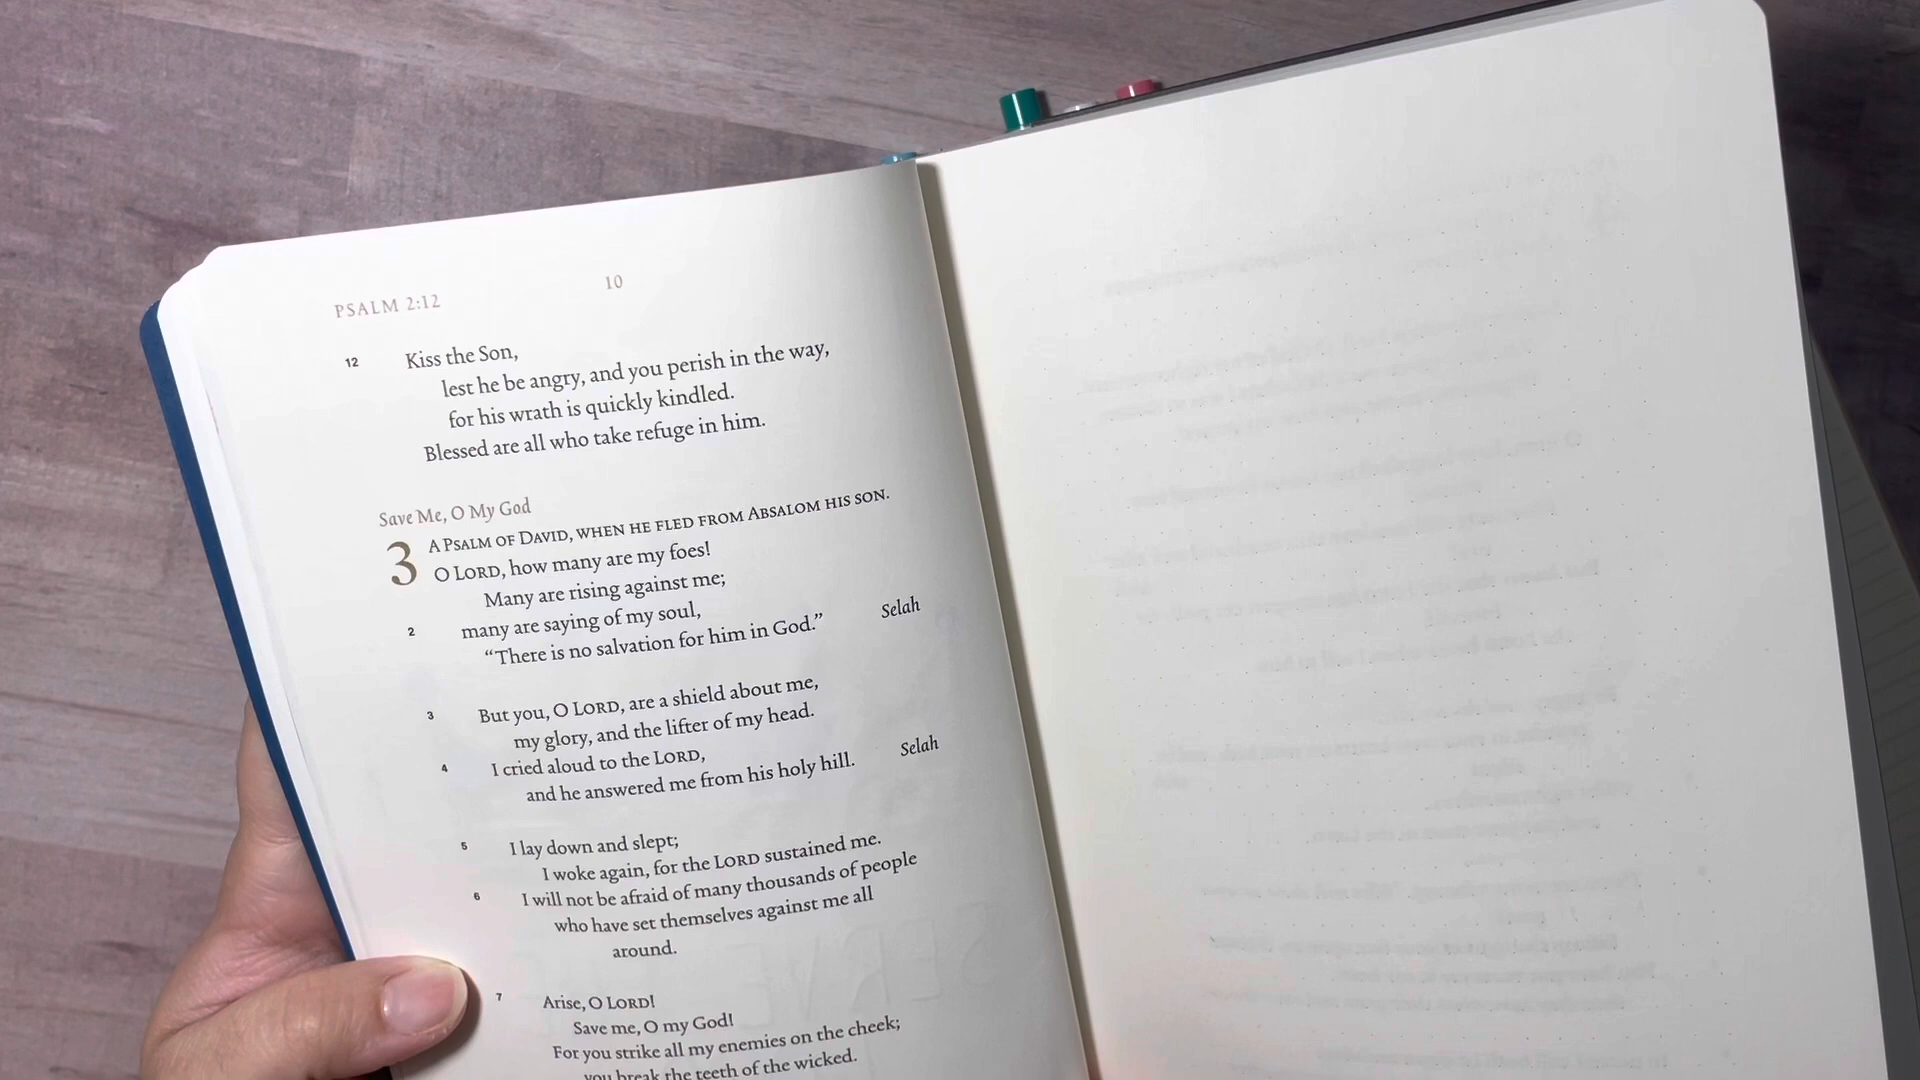 PSALM 2:12
10
12 Kiss the Son,
lest he be angry, and you perish in the way,
for his wrath is quickly kindled.
Blessed are all who take refuge in him.
Save Me, O My God
3 A PSALM OF DAVID, WHEN HE FLED FROM ABSALOM HIS SON.
O LORD, how many are my foes!
Many are rising against me;
2 many are saying of my soul,
“There is no salvation for him in God.” Selah
3 But you, O LORD, are a shield about me,
my glory, and the lifter of my head.
4 I cried aloud to the LORD,
and he answered me from his holy hill. Selah
5 I lay down and slept;
I woke again, for the LORD sustained me.
6 I will not be afraid of many thousands of people
who have set themselves against me all
around.
7 Arise, O LORD!
Save me, O my God!
For you strike all my enemies on the cheek;
you break the teeth of the wicked.